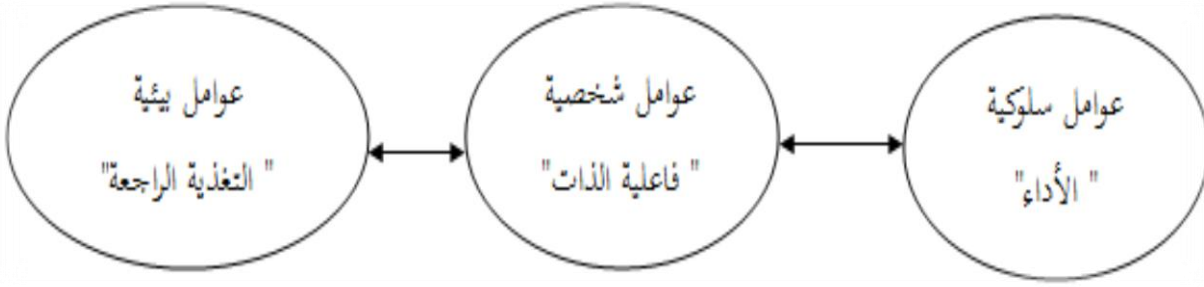 عوامل سلوكية
" الأداء"
عوامل شخصية
" فاعلية الذات"
عوامل بيئية
" التغذية الراجعة"